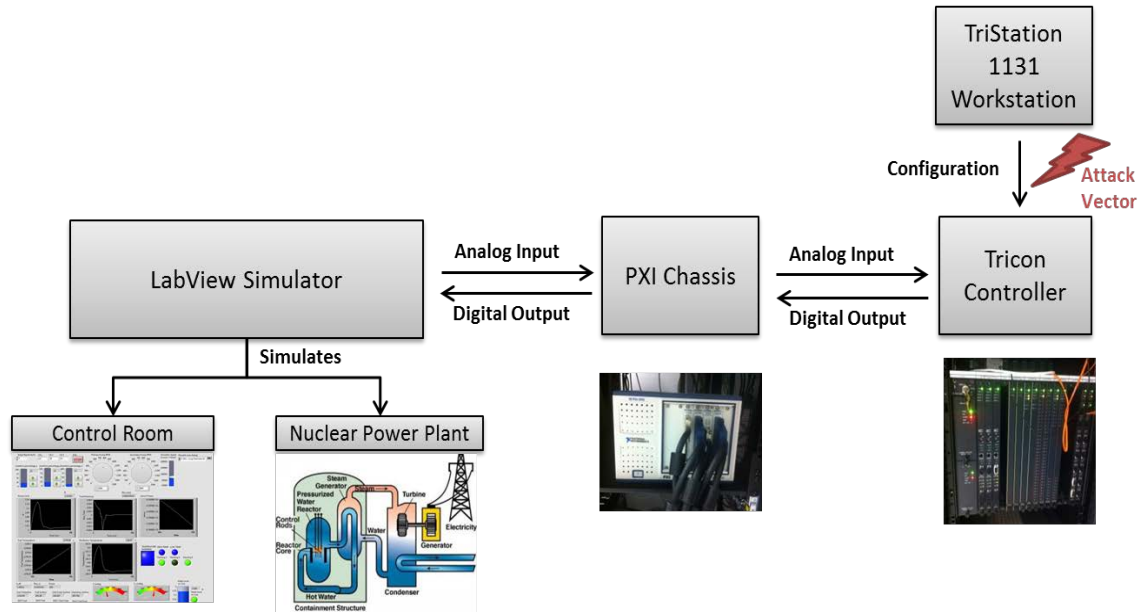 TriStation
1131
Workstation
Configuration
Attack
Vector
LabView Simulator
Analog Input
Digital Output
PXI Chassis
Analog Input
Digital Output
Tricon
Controller
Simulates
Control Room
Nuclear Power Plant
Steam
Generator
Pressurized
Water
Reactor
Steam
Turbine
Control
Rods
Reactor
Core
Water
Electricity
Generator
Hot Water
Condenser
Containment Structure